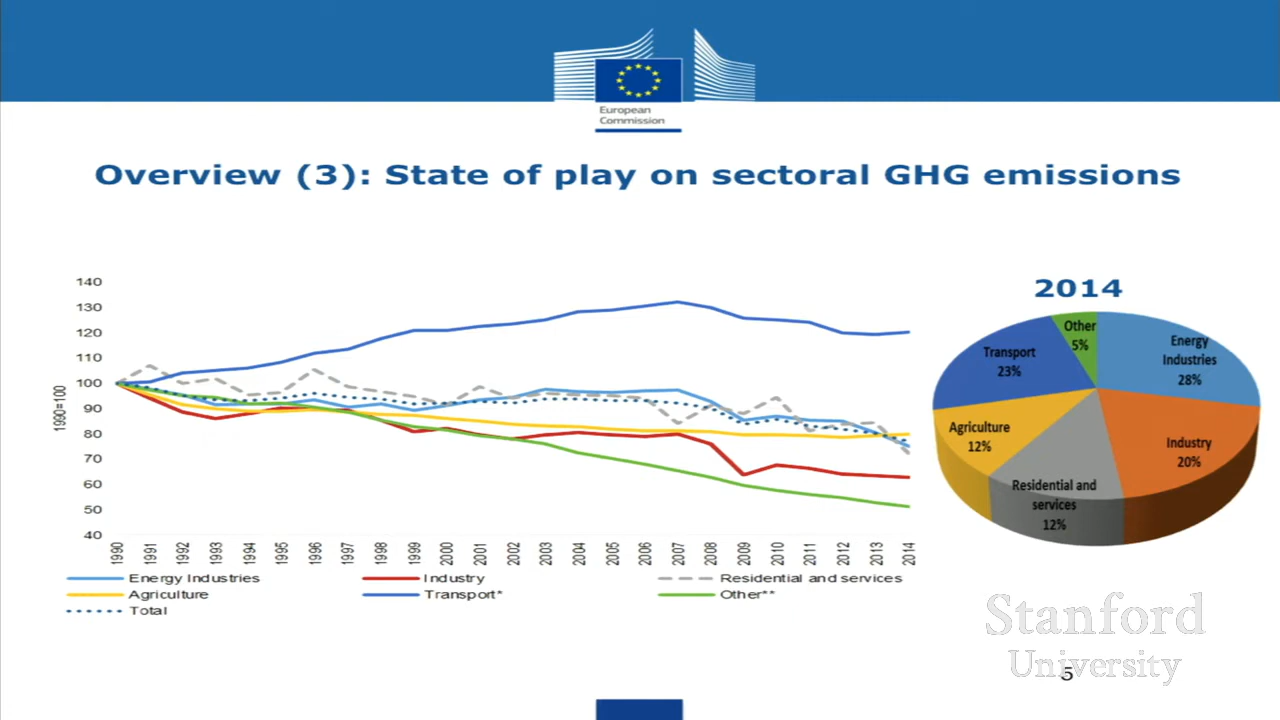 European
Commission
Overview (3): State of play on sectoral GHG emissions
140
130
120
110
100
90
80
70
60
50
40
1990=100
1990 1991 1992 1993 1994 1995 1996 1997 1998 1999 2000 2001 2002 2003 2004 2005 2006 2007 2008 2009 2010 2011 2012 2013 2014
Energy Industries Industry Residential and services
Agriculture Transport* Other**
Total
2014
Other
5%
Energy
Industries
28%
Transport
23%
Agriculture
12%
Industry
20%
Residential and
services
12%
Stanford
University
5